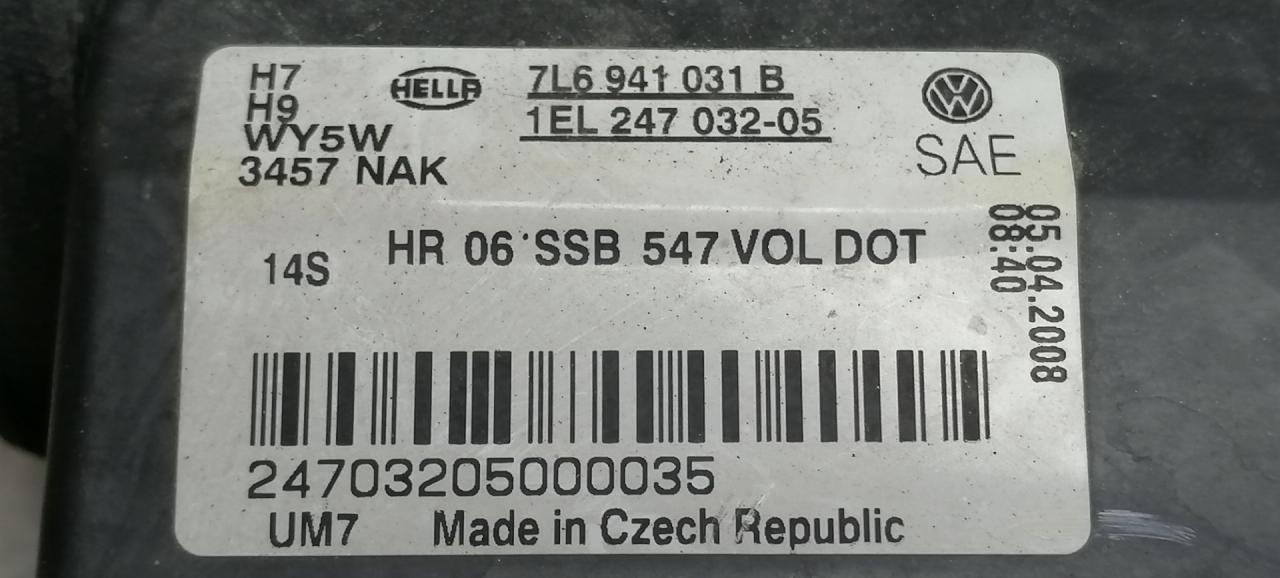 H7
H9
WY5W
3457 NAK
HELLA
7L6 941 031 B
1EL 247 032-05
SAE
14S
HR 06 SSB 547 VOL DOT
05.04.2008
08:40
24703205000035
UM7 Made in Czech Republic